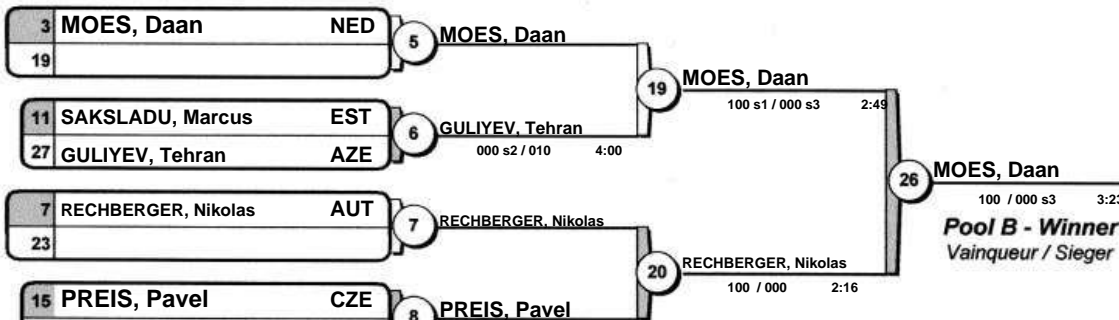 3 MOES, Daan NED
19
5 MOES, Daan
19 MOES, Daan
100 s1 / 000 s3 2:49
11 SAKSLADU, Marcus EST
27 GULIYEV, Tehran AZE
6 GULIYEV, Tehran
000 s2 / 010 4:00
26 MOES, Daan
100 / 000 s3 3:23
Pool B - Winner
Vainqueur / Sieger
7 RECHBERGER, Nikolas AUT
23
7 RECHBERGER, Nikolas
20 RECHBERGER, Nikolas
100 / 000 2:16
15 PREIS, Pavel CZE
8 PREIS, Pavel